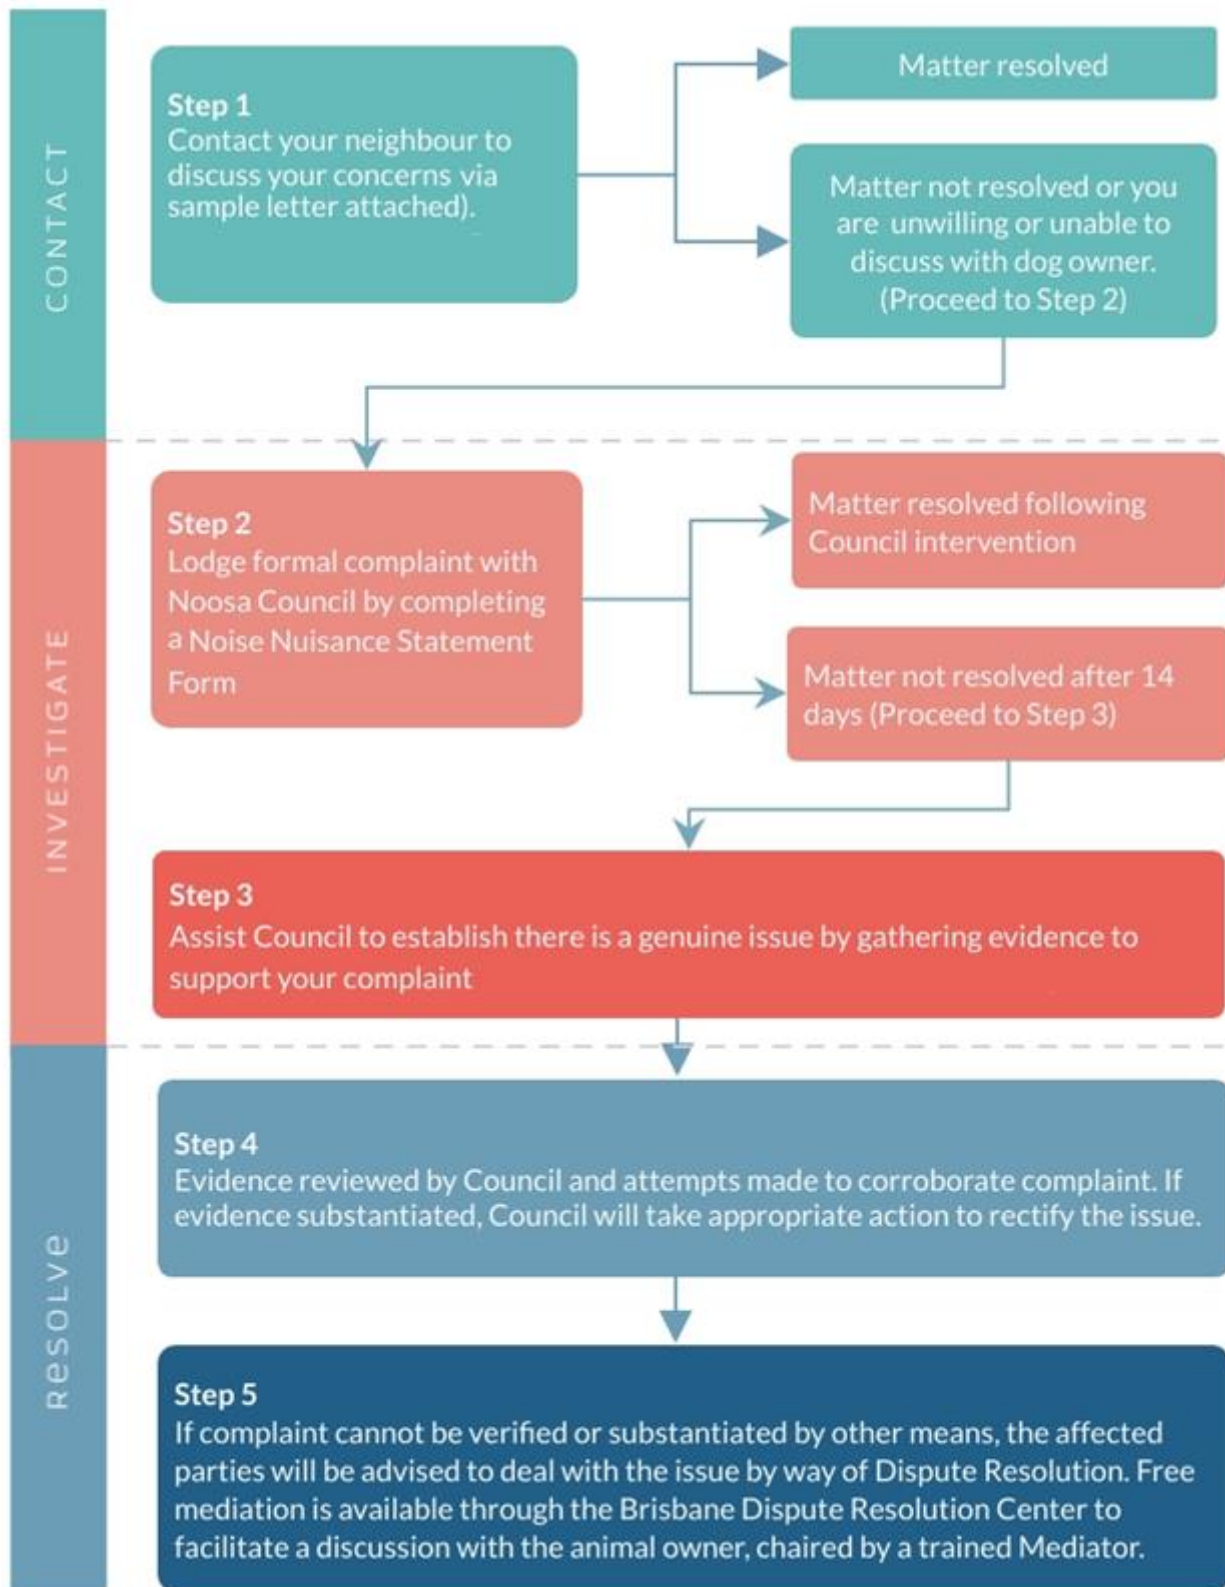 CONTACT
Step 1
Contact your neighbour to
discuss your concerns via
sample letter attached).
Matter resolved
Matter not resolved or you
are unwilling or unable to
discuss with dog owner.
(Proceed to Step 2)
INVESTIGATE
Step 2
Lodge formal complaint with
Noosa Council by completing
a Noise Nuisance Statement
Form
Matter resolved following
Council intervention
Matter not resolved after 14
days (Proceed to Step 3)
Step 3
Assist Council to establish there is a genuine issue by gathering evidence to
support your complaint
RESOLVE
Step 4
Evidence reviewed by Council and attempts made to corroborate complaint. If
evidence substantiated, Council will take appropriate action to rectify the issue.
Step 5
If complaint cannot be verified or substantiated by other means, the affected
parties will be advised to deal with the issue by way of Dispute Resolution. Free
mediation is available through the Brisbane Dispute Resolution Center to
facilitate a discussion with the animal owner, chaired by a trained Mediator.